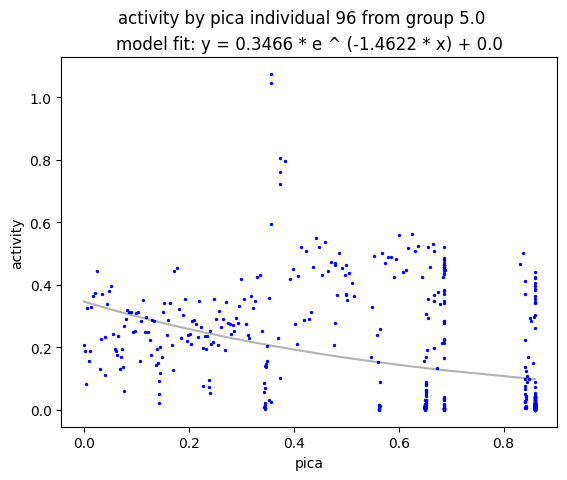 activity by pica individual 96 from group 5.0
model fit: y = 0.3466 * e ^ (-1.4622 * x) + 0.0
1.0
0.8
0.6
0.4
0.2
0.0
activity
0.0 0.2 0.4 0.6 0.8
pica